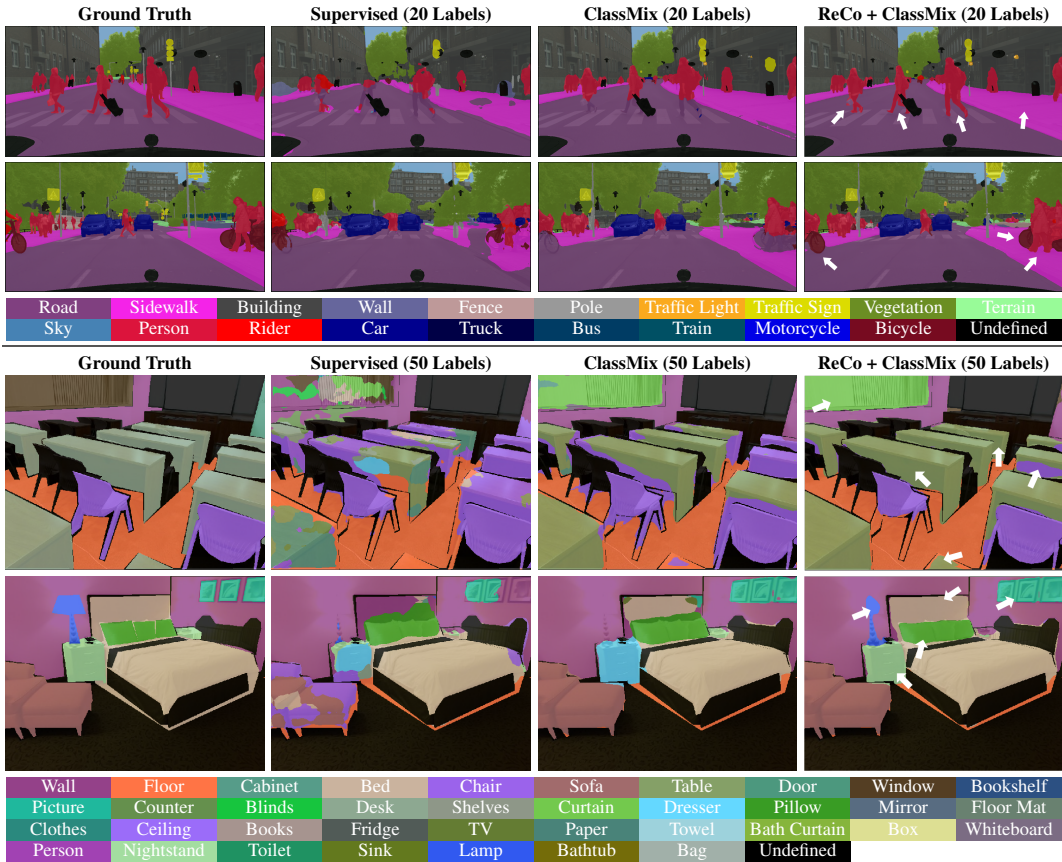 Ground Truth Supervised (20 Labels) ClassMix (20 Labels) ReCo + ClassMix (20 Labels)
Road Sidewalk Building Wall Fence Pole Traffic Light Traffic Sign Vegetation Terrain
Sky Person Rider Car Truck Bus Train Motorcycle Bicycle Undefined
Ground Truth Supervised (50 Labels) ClassMix (50 Labels) ReCo + ClassMix (50 Labels)
Wall Floor Cabinet Bed Chair Sofa Table Door Window Bookshelf
Picture Counter Blinds Desk Shelves Curtain Dresser Pillow Mirror Floor Mat
Clothes Ceiling Books Fridge TV Paper Towel Bath Curtain Box Whiteboard
Person Nightstand Toilet Sink Lamp Bathtub Bag Undefined